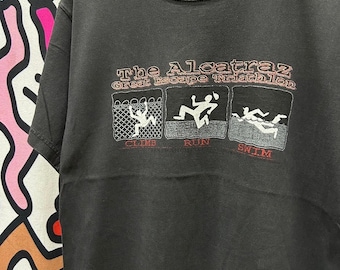 The Alcatraz
Great Escape Triathlon
CLIMB
RUN
SWIM